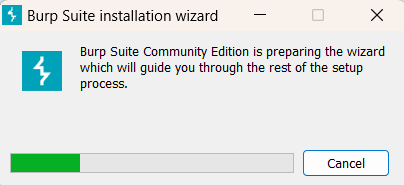 Burp Suite installation wizard
Burp Suite Community Edition is preparing the wizard
which will guide you through the rest of the setup
process.
Cancel